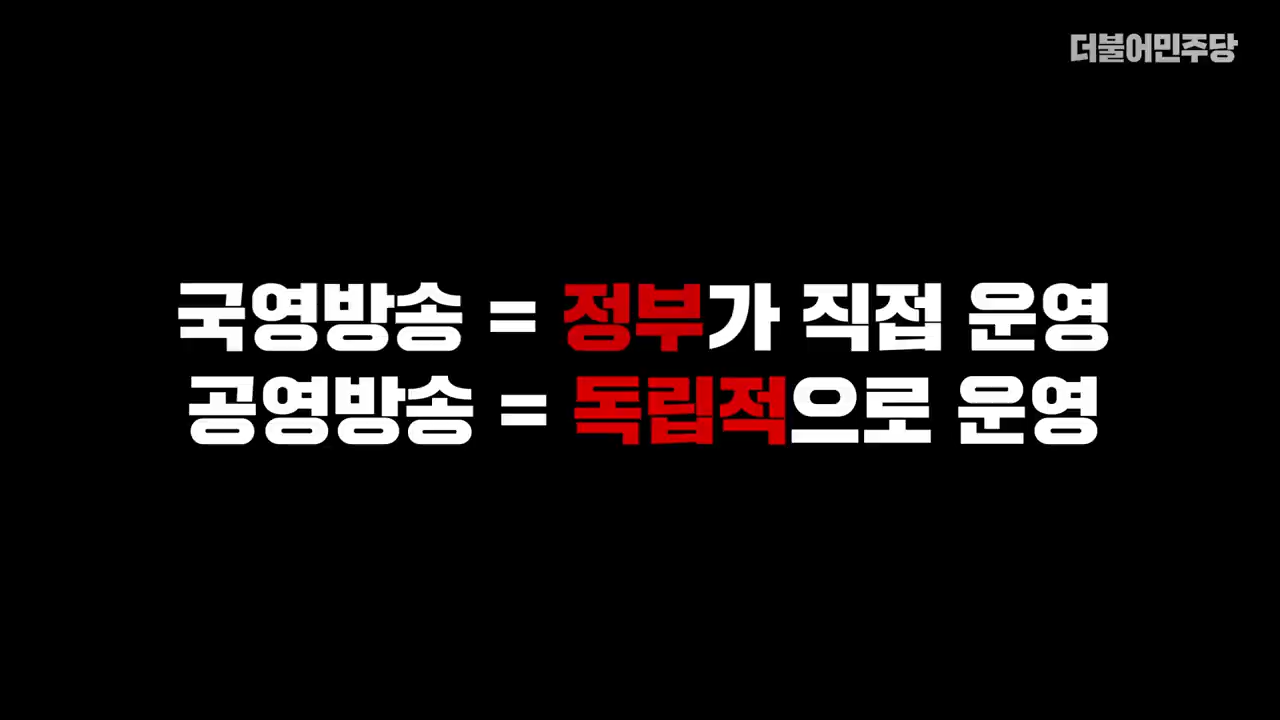 더불어민주당
국영방송 = 정부가 직접 운영
공영방송 = 독립적으로 운영